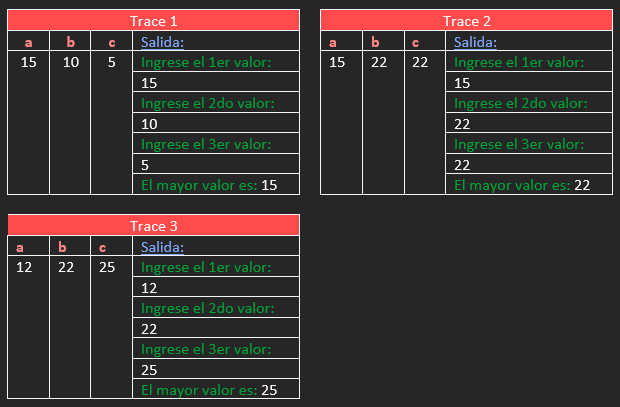 Trace 1
a b c Salida:
15 10 5 Ingrese el 1er valor:
15
Ingrese el 2do valor:
10
Ingrese el 3er valor:
5
El mayor valor es: 15
Trace 2
a b c Salida:
15 22 22 Ingrese el 1er valor:
15
Ingrese el 2do valor:
22
Ingrese el 3er valor:
22
El mayor valor es: 22
Trace 3
a b c Salida:
12 22 25 Ingrese el 1er valor:
12
Ingrese el 2do valor:
22
Ingrese el 3er valor:
25
El mayor valor es: 25